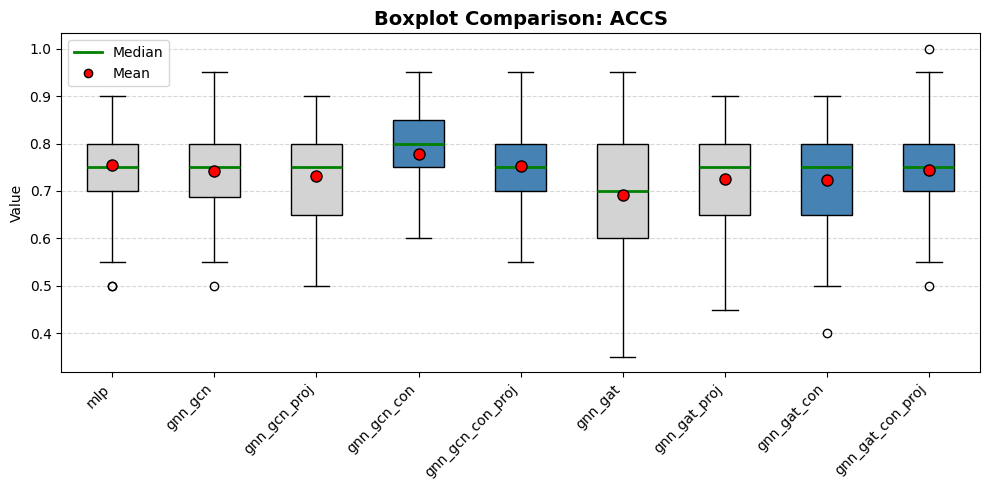 Boxplot Comparison: ACCS
Median
Mean
Value
1.0
0.9
0.8
0.7
0.6
0.5
0.4
mlp
gnn_gcn
gnn_gcn_proj
gnn_gcn_con
gnn_gcn_con_proj
gnn_gat
gnn_gat_proj
gnn_gat_con
gnn_gat_con_proj